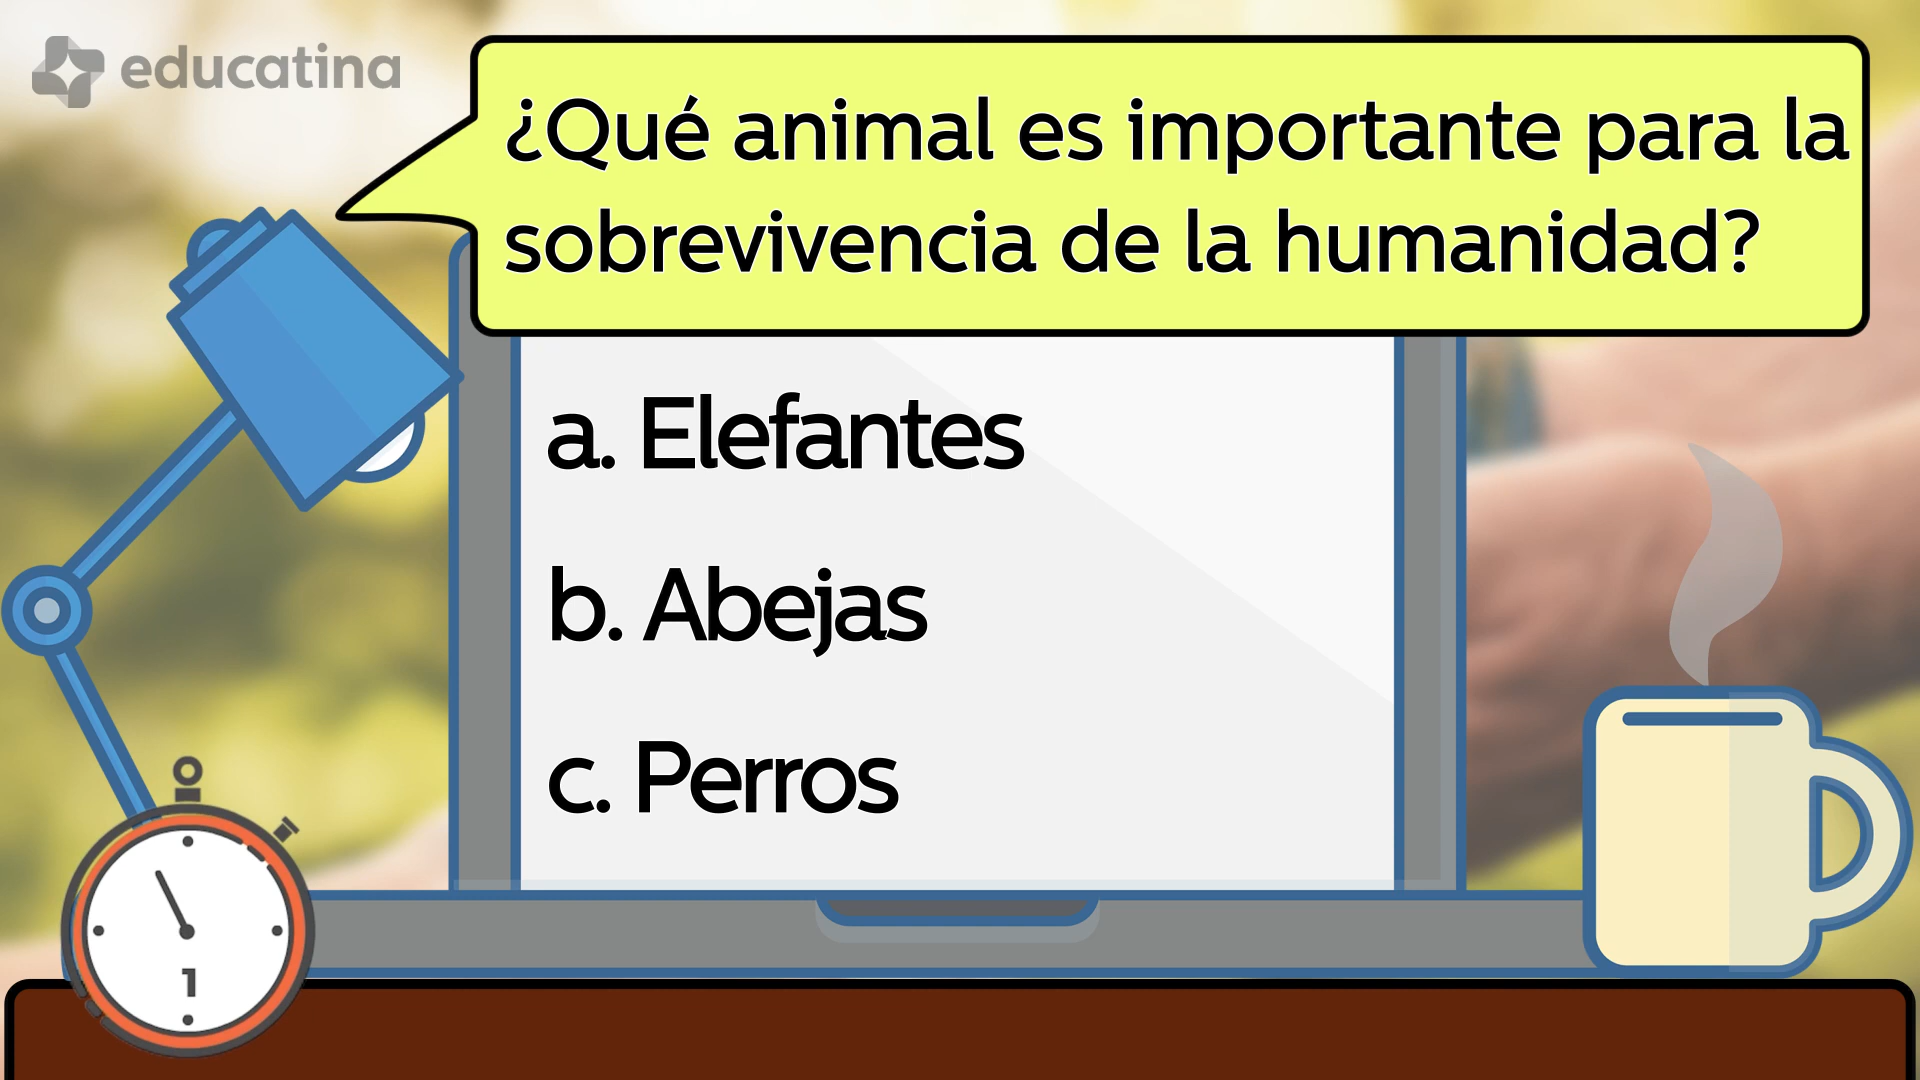 educatina
¿Qué animal es importante para la
sobrevivencia de la humanidad?
a. Elefantes
b. Abejas
c. Perros
1